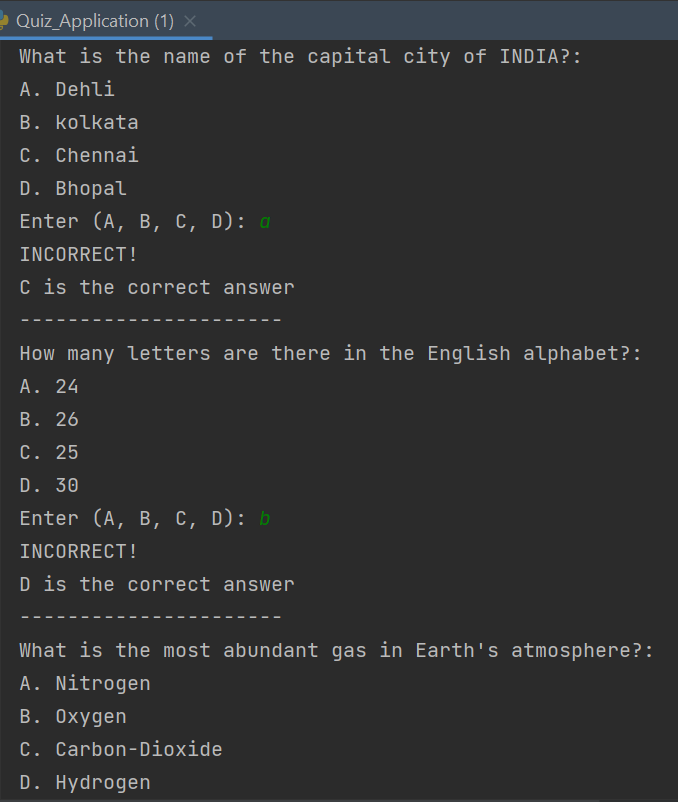 Quiz_Application (1)
What is the name of the capital city of INDIA?:
A. Dehli
B. kolkata
C. Chennai
D. Bhopal
Enter (A, B, C, D): a
INCORRECT!
C is the correct answer
----------------------
How many letters are there in the English alphabet?:
A. 24
B. 26
C. 25
D. 30
Enter (A, B, C, D): b
INCORRECT!
D is the correct answer
----------------------
What is the most abundant gas in Earth's atmosphere?:
A. Nitrogen
B. Oxygen
C. Carbon-Dioxide
D. Hydrogen